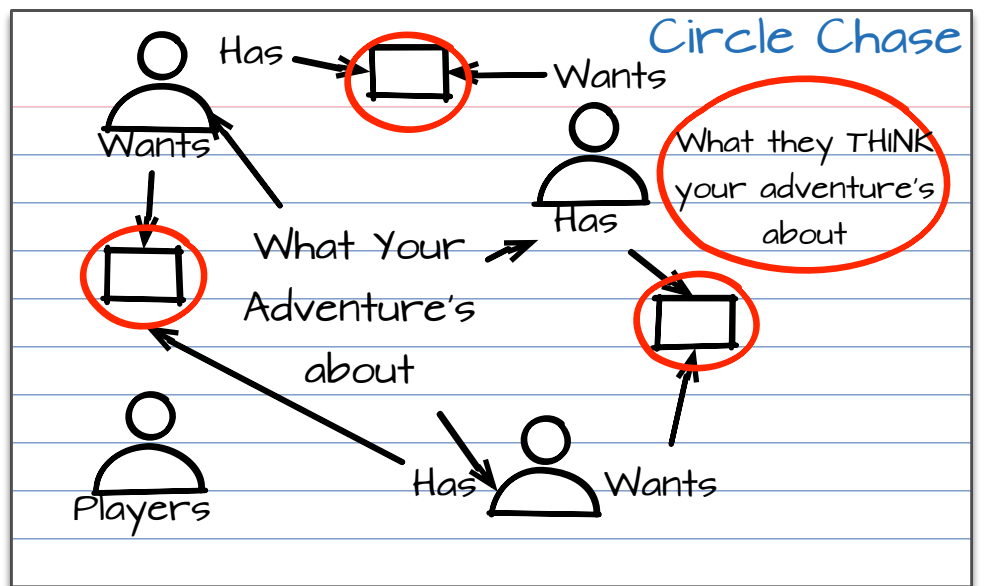 Circle Chase
Has
Wants
Wants
Has
What they THINK
your adventure's
about
What Your
Adventure's
about
Has
Wants
Players